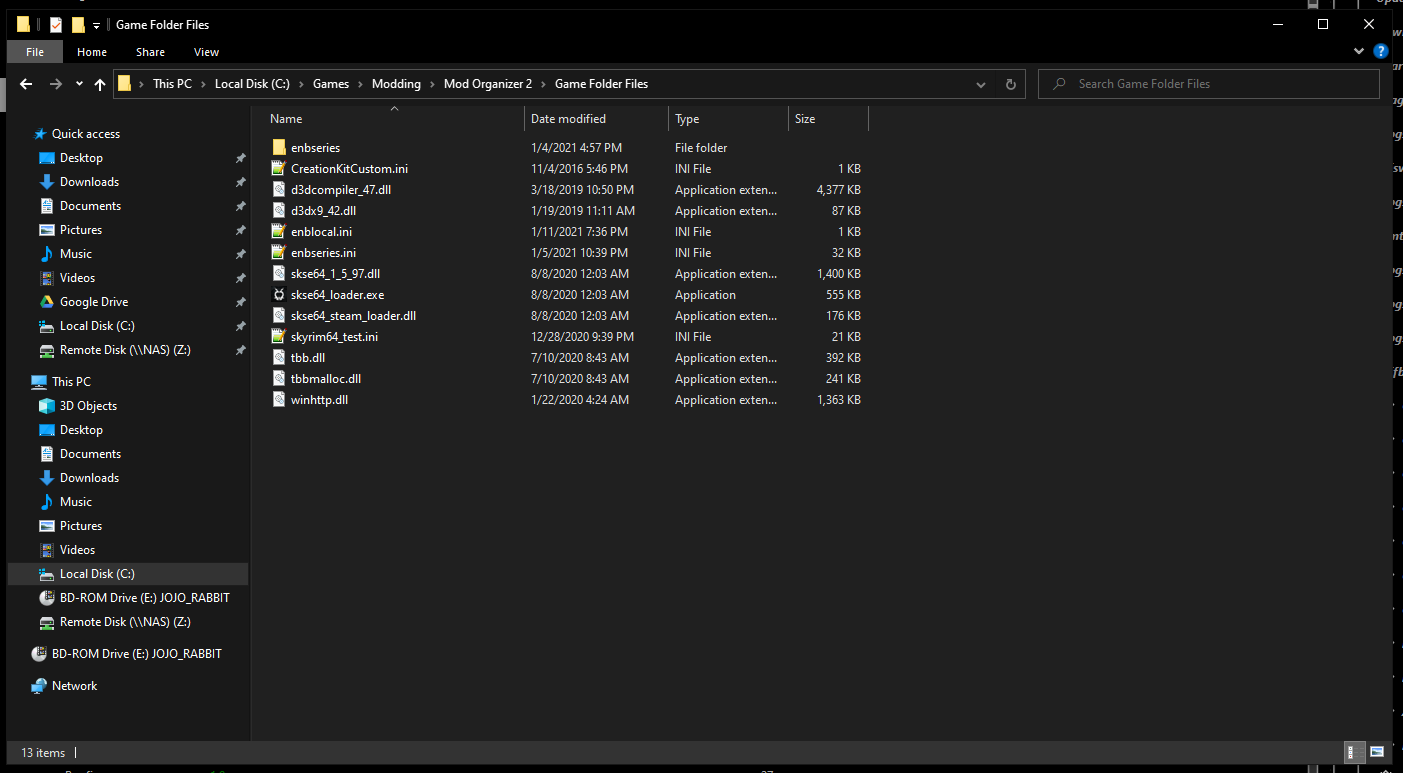 Game Folder Files
File Home Share View
This PC Local Disk (C:) Games Modding Mod Organizer 2 Game Folder Files Search Game Folder Files
Quick access
Desktop
Downloads
Documents
Pictures
Music
Videos
Google Drive
Local Disk (C:)
Remote Disk (\\NAS) (Z:)
This PC
3D Objects
Desktop
Documents
Downloads
Music
Pictures
Videos
Local Disk (C:)
BD-ROM Drive (E:) JOJO_RABBIT
Remote Disk (\\NAS) (Z:)
BD-ROM Drive (E:) JOJO_RABBIT
Network
Name Date modified Type Size
enbseries 1/4/2021 4:57 PM File folder
CreationKitCustom.ini 11/4/2016 5:46 PM INI File 1 KB
d3dcompiler_47.dll 3/18/2019 10:50 PM Application exten... 4,377 KB
d3dx9_42.dll 1/19/2019 11:11 AM Application exten... 87 KB
enblocal.ini 1/11/2021 7:36 PM INI File 1 KB
enbseries.ini 1/5/2021 10:39 PM INI File 32 KB
skse64_1_5_97.dll 8/8/2020 12:03 AM Application exten... 1,400 KB
skse64_loader.exe 8/8/2020 12:03 AM Application 555 KB
skse64_steam_loader.dll 8/8/2020 12:03 AM Application exten... 176 KB
skyrim64_test.ini 12/28/2020 9:39 PM INI File 21 KB
tbb.dll 7/10/2020 8:43 AM Application exten... 392 KB
tbbmalloc.dll 7/10/2020 8:43 AM Application exten... 241 KB
winhttp.dll 1/22/2020 4:24 AM Application exten... 1,363 KB
13 items